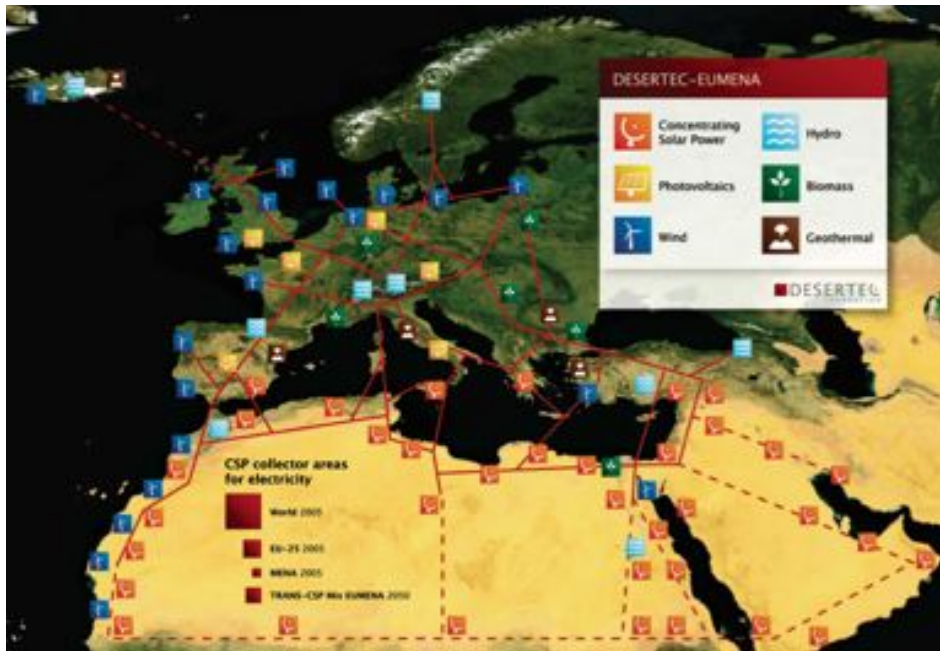 DESERTEC-EUMENA
Concentrating
Solar Power
Hydro
Photovoltaics
Biomass
Wind
Geothermal
DESERTEC
FOUNDATION
CSP collector areas
for electricity
World 2005
EU-25 2005
MENA 2005
TRANS-CSP Mix EUMENA 2050